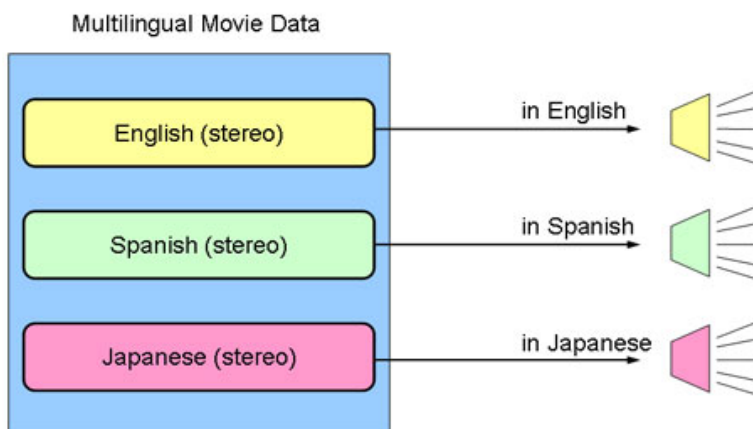 Multilingual Movie Data
English (stereo)
in English
Spanish (stereo)
in Spanish
Japanese (stereo)
in Japanese